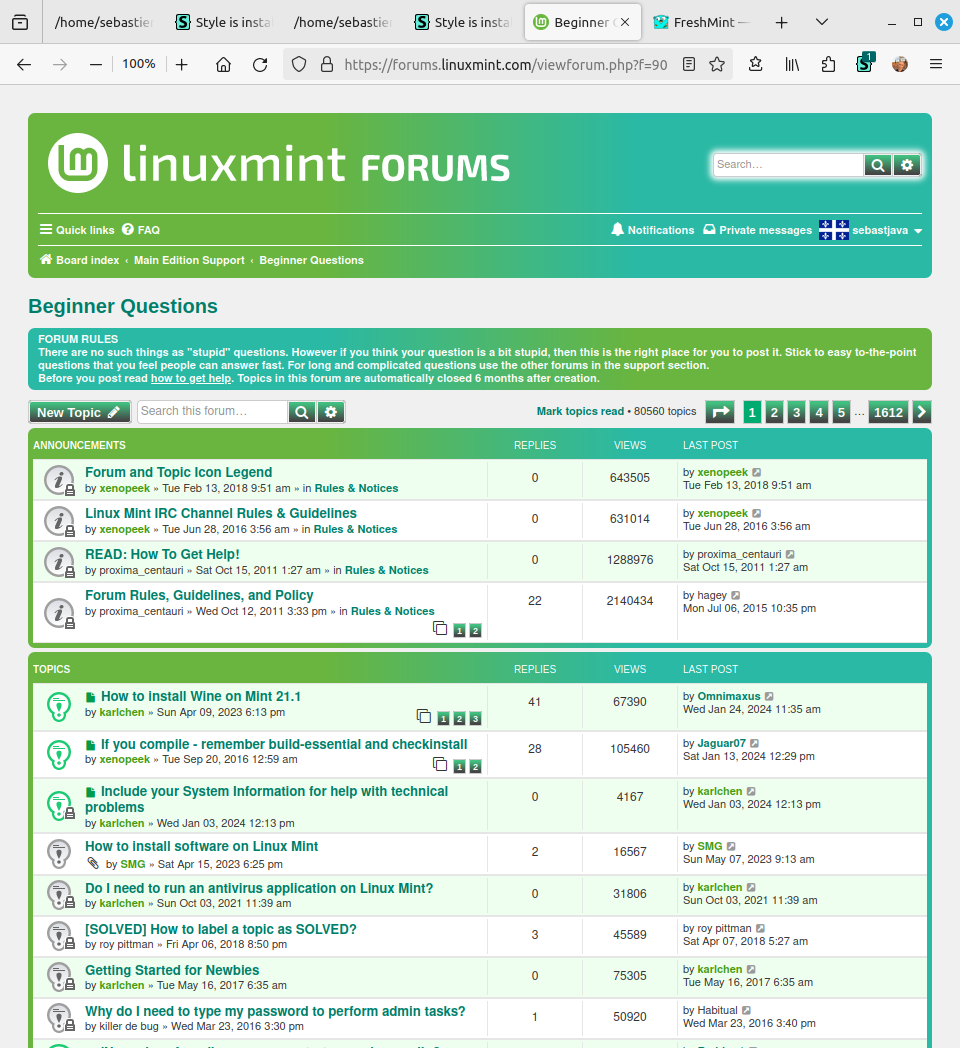 /home/sebastien
Style is instal
/home/sebastien
Style is instal
Beginner Q
FreshMint —
100%
https://forums.linuxmint.com/viewforum.php?f=90
1
linuxmint FORUMS
Search…
Quick links
FAQ
Notifications
Private messages
sebastjava
Board index ‹ Main Edition Support ‹ Beginner Questions
Beginner Questions
FORUM RULES
There are no such things as "stupid" questions. However if you think your question is a bit stupid, then this is the right place for you to post it. Stick to easy to-the-point
questions that you feel people can answer fast. For long and complicated questions use the other forums in the support section.
Before you post read how to get help. Topics in this forum are automatically closed 6 months after creation.
New Topic
Search this forum…
Mark topics read • 80560 topics
1 2 3 4 5 … 1612
ANNOUNCEMENTS REPLIES VIEWS LAST POST
Forum and Topic Icon Legend
by xenopeek » Tue Feb 13, 2018 9:51 am » in Rules & Notices
0
643505
by xenopeek
Tue Feb 13, 2018 9:51 am
Linux Mint IRC Channel Rules & Guidelines
by xenopeek » Tue Jun 28, 2016 3:56 am » in Rules & Notices
0
631014
by xenopeek
Tue Jun 28, 2016 3:56 am
READ: How To Get Help!
by proxima_centauri » Sat Oct 15, 2011 1:27 am » in Rules & Notices
0
1288976
by proxima_centauri
Sat Oct 15, 2011 1:27 am
Forum Rules, Guidelines, and Policy
by proxima_centauri » Wed Oct 12, 2011 3:33 pm » in Rules & Notices
1 2
22
2140434
by hagey
Mon Jul 06, 2015 10:35 pm
TOPICS REPLIES VIEWS LAST POST
How to install Wine on Mint 21.1
by karlchen » Sun Apr 09, 2023 6:13 pm
1 2 3
41
67390
by Omnimaxus
Wed Jan 24, 2024 11:35 am
If you compile - remember build-essential and checkinstall
by xenopeek » Tue Sep 20, 2016 12:59 am
1 2
28
105460
by Jaguar07
Sat Jan 13, 2024 12:29 pm
Include your System Information for help with technical
problems
by karlchen » Wed Jan 03, 2024 12:13 pm
0
4167
by karlchen
Wed Jan 03, 2024 12:13 pm
How to install software on Linux Mint
by SMG » Sat Apr 15, 2023 6:25 pm
2
16567
by SMG
Sun May 07, 2023 9:13 am
Do I need to run an antivirus application on Linux Mint?
by karlchen » Sun Oct 03, 2021 11:39 am
0
31806
by karlchen
Sun Oct 03, 2021 11:39 am
[SOLVED] How to label a topic as SOLVED?
by roy pittman » Fri Apr 06, 2018 8:50 pm
3
45589
by roy pittman
Sat Apr 07, 2018 5:27 am
Getting Started for Newbies
by karlchen » Tue May 16, 2017 6:35 am
0
75305
by karlchen
Tue May 16, 2017 6:35 am
Why do I need to type my password to perform admin tasks?
by killer de bug » Wed Mar 23, 2016 3:30 pm
1
50920
by Habitual
Wed Mar 23, 2016 3:40 pm